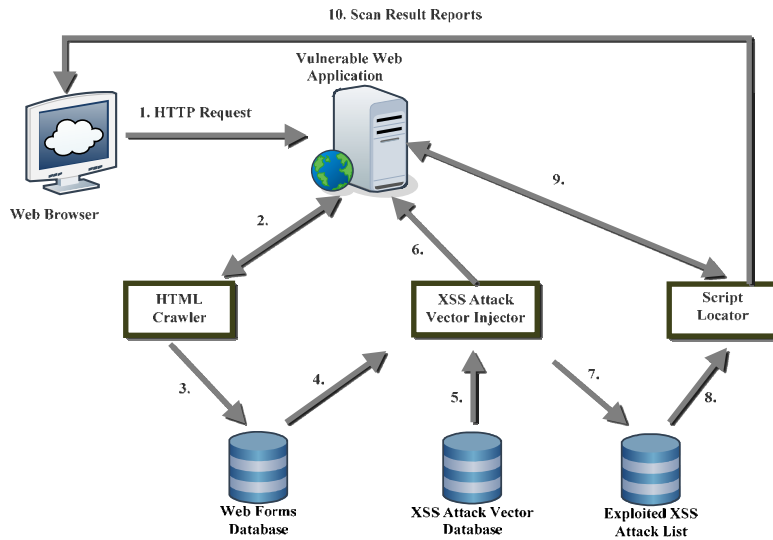 10. Scan Result Reports
Vulnerable Web
Application
1. HTTP Request
Web Browser
2.
6.
9.
HTML
Crawler
XSS Attack
Vector Injector
Script
Locator
3.
4.
5.
7.
8.
Web Forms
Database
XSS Attack Vector
Database
Exploited XSS
Attack List